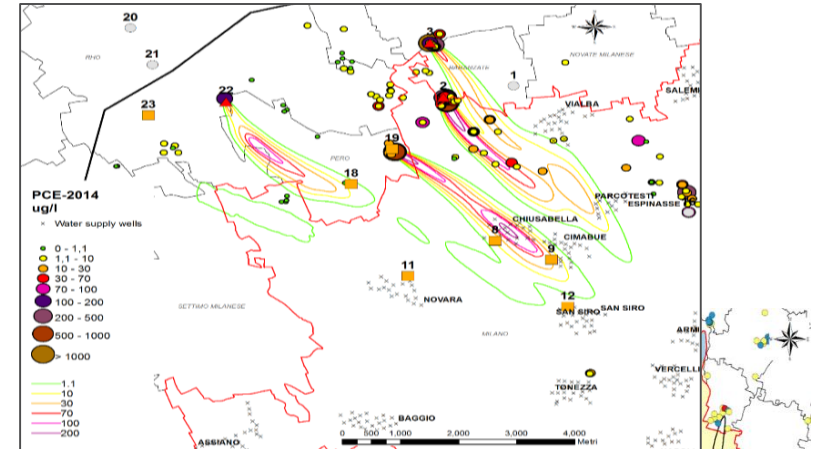 20
3
RHO
21
NOVATE MILANESE
BARANZATE
1
22
2
SALEMI
23
VIALBA
19
PERO
18
PCE-2014
ug/l
Water supply wells
PARCOTESTI
ESPINASSE
CHIUSABELLA
8
CIMABUE
9
0 - 1,1
1,1 - 10
10 - 30
30 - 70
70 - 100
100 - 200
200 - 500
500 - 1000
> 1000
11
NOVARA
12
SAN SIRO
SAN SIRO
SETTIMO MILANESE
MILANO
ARMI
VERCELLI
TONEZZA
1.1
10
30
70
100
200
BAGGIO
ASSIANO
0 500 1,000 2,000 3,000 4,000
Metri